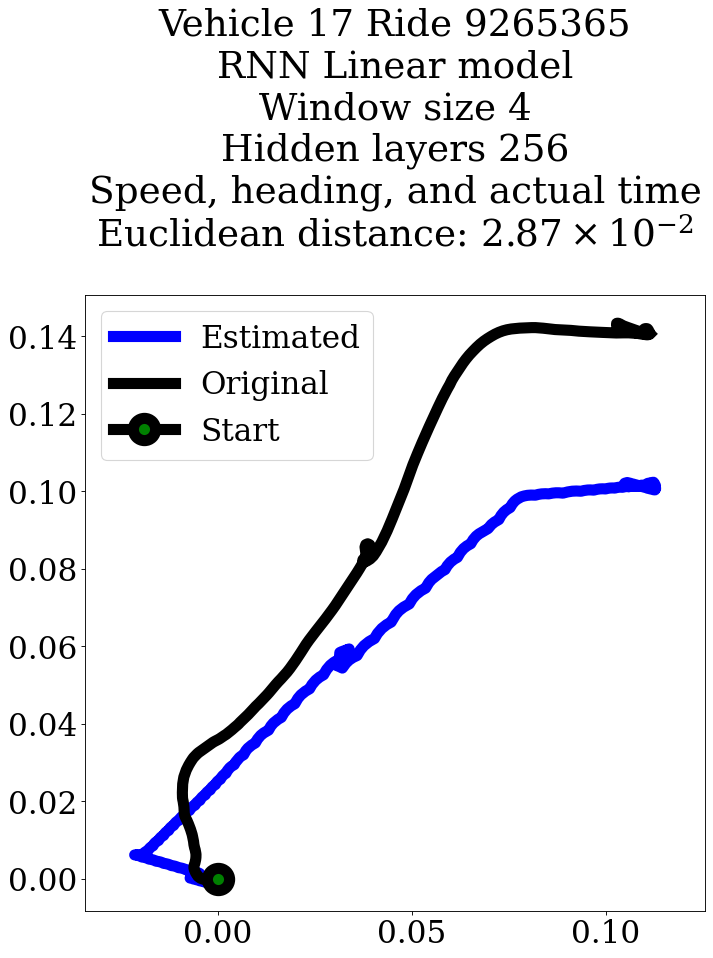 Vehicle 17 Ride 9265365
RNN Linear model
Window size 4
Hidden layers 256
Speed, heading, and actual time
Euclidean distance: 2.87 × 10⁻²
Estimated
Original
Start
0.14
0.12
0.10
0.08
0.06
0.04
0.02
0.00
0.00 0.05 0.10